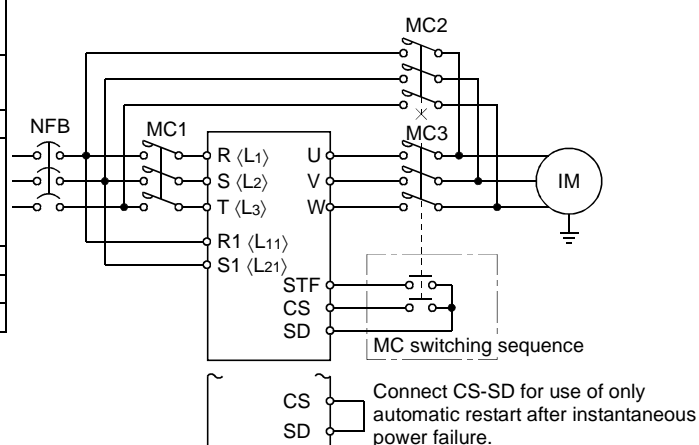 MC2
NFB
MC1
MC3
R ⟨L1⟩
U
S ⟨L2⟩
V
IM
T ⟨L3⟩
W
R1 ⟨L11⟩
S1 ⟨L21⟩
STF
CS
SD
MC switching sequence
CS
SD
Connect CS-SD for use of only
automatic restart after instantaneous
power failure.